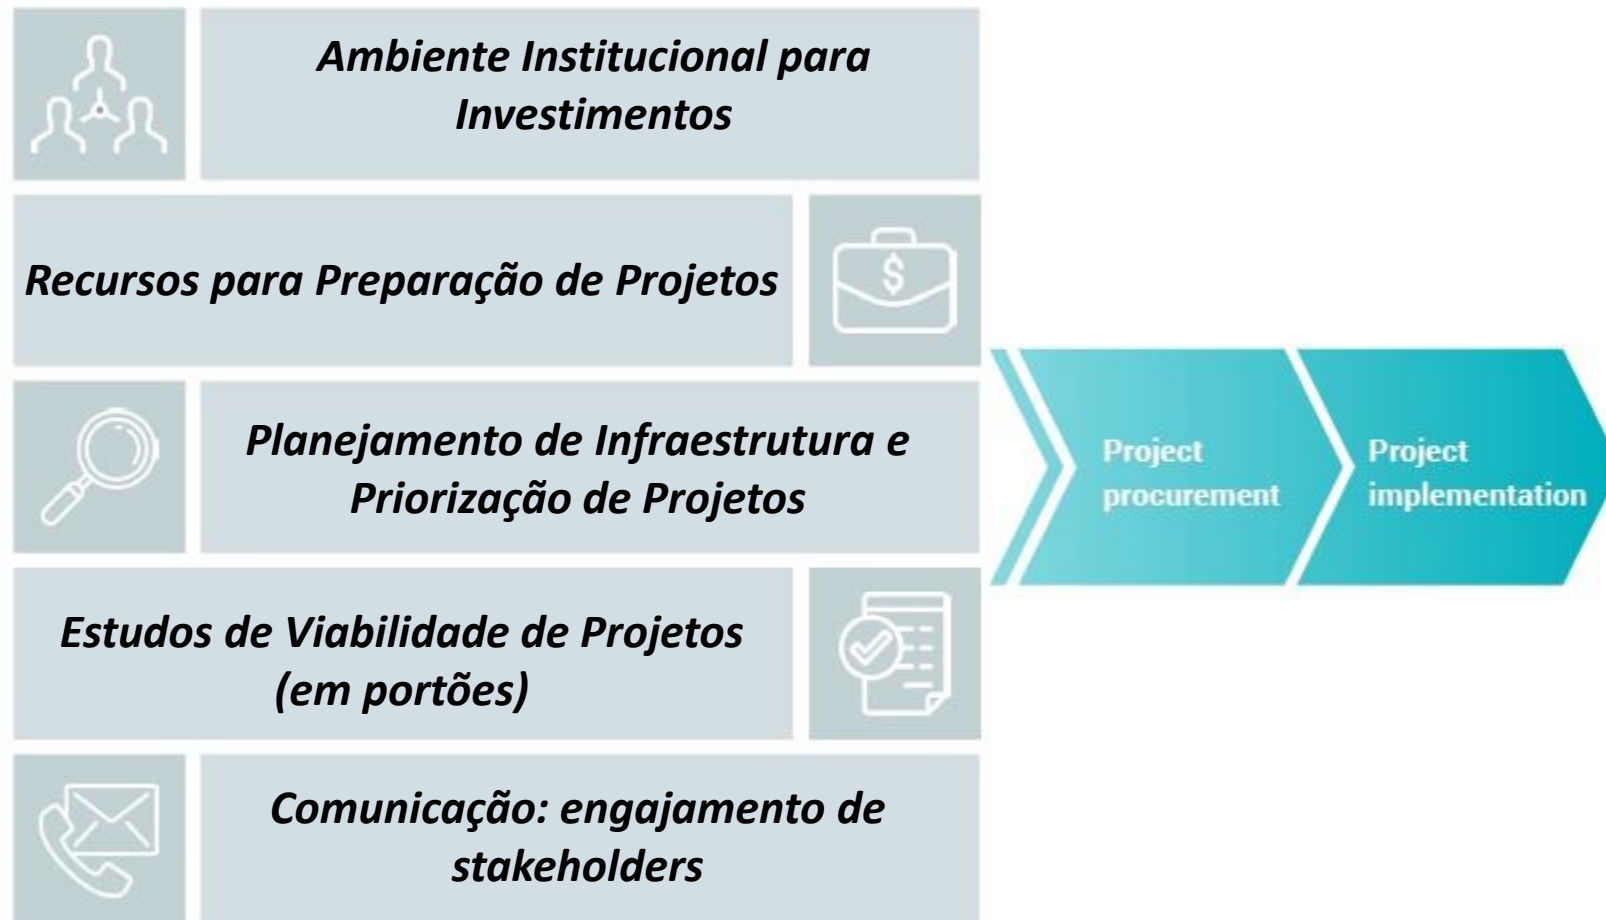 Ambiente Institucional para
Investimentos
Recursos para Preparação de Projetos
$
Planejamento de Infraestrutura e
Priorização de Projetos
Estudos de Viabilidade de Projetos
(em portões)
Comunicação: engajamento de
stakeholders
Project
procurement
Project
implementation